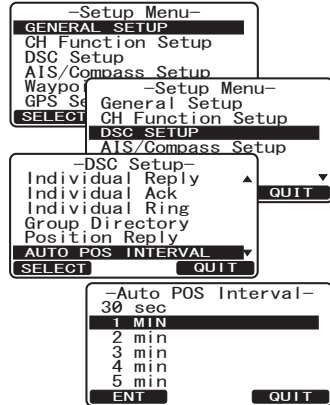 –Setup Menu–
GENERAL SETUP
CH Function Setup
DSC Setup
AIS/Compass Setup
SELECT
–Setup Menu–
General Setup
CH Function Setup
DSC SETUP
AIS/Compass Setup
QUIT
–DSC Setup–
Individual Reply
Individual Ack
Individual Ring
Group Directory
Position Reply
AUTO POS INTERVAL
SELECT QUIT
–Auto POS Interval–
30 sec
1 MIN
2 min
3 min
4 min
5 min
ENT QUIT